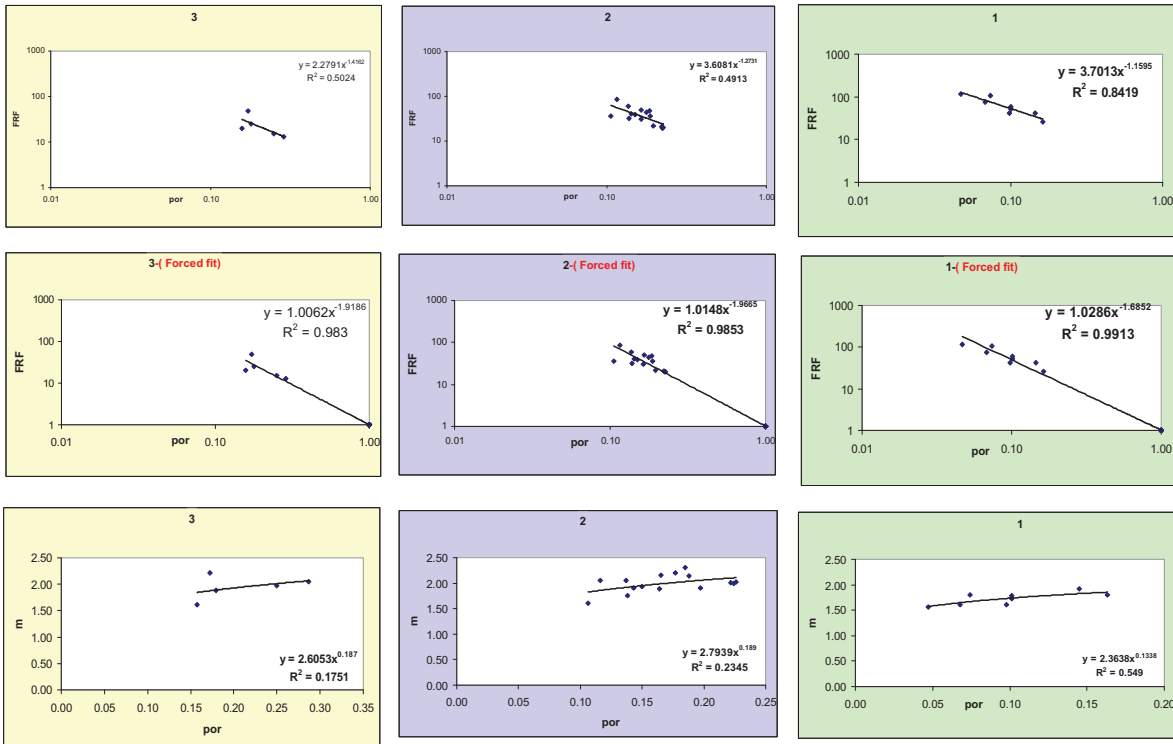 3
1000
100
10
1
0.01
0.10
1.00
FRF
por
y = 2.2791x^-1.4162
R² = 0.5024
2
1000
100
10
1
0.01
0.10
1.00
FRF
por
y = 3.6081x^-1.2731
R² = 0.4913
1
1000
100
10
1
0.01
0.10
1.00
FRF
por
y = 3.7013x^-1.1595
R² = 0.8419
3-( Forced fit)
1000
100
10
1
0.01
0.10
1.00
FRF
por
y = 1.0062x^-1.9186
R² = 0.983
2-( Forced fit)
1000
100
10
1
0.01
0.10
1.00
FRF
por
y = 1.0148x^-1.9665
R² = 0.9853
1-( Forced fit)
1000
100
10
1
0.01
0.10
1.00
FRF
por
y = 1.0286x^-1.6852
R² = 0.9913
3
2.50
2.00
1.50
1.00
0.50
0.00
0.00 0.05 0.10 0.15 0.20 0.25 0.30 0.35
m
por
y = 2.6053x^0.187
R² = 0.1751
2
2.50
2.00
1.50
1.00
0.50
0.00
0.00 0.05 0.10 0.15 0.20 0.25
m
por
y = 2.7939x^0.189
R² = 0.2345
1
2.50
2.00
1.50
1.00
0.50
0.00
0.00 0.05 0.10 0.15 0.20
m
por
y = 2.3638x^0.1338
R² = 0.549